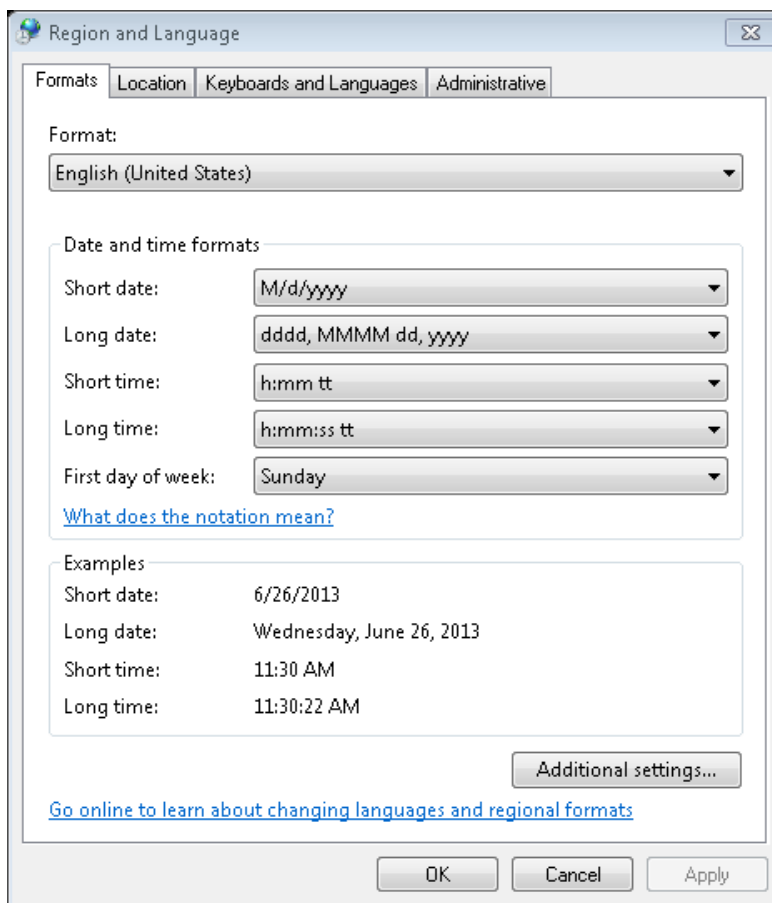 Region and Language
Formats Location Keyboards and Languages Administrative
Format:
English (United States)
Date and time formats
Short date: M/d/yyyy
Long date: dddd, MMMM dd, yyyy
Short time: h:mm tt
Long time: h:mm:ss tt
First day of week: Sunday
What does the notation mean?
Examples
Short date: 6/26/2013
Long date: Wednesday, June 26, 2013
Short time: 11:30 AM
Long time: 11:30:22 AM
Additional settings...
Go online to learn about changing languages and regional formats
OK Cancel Apply